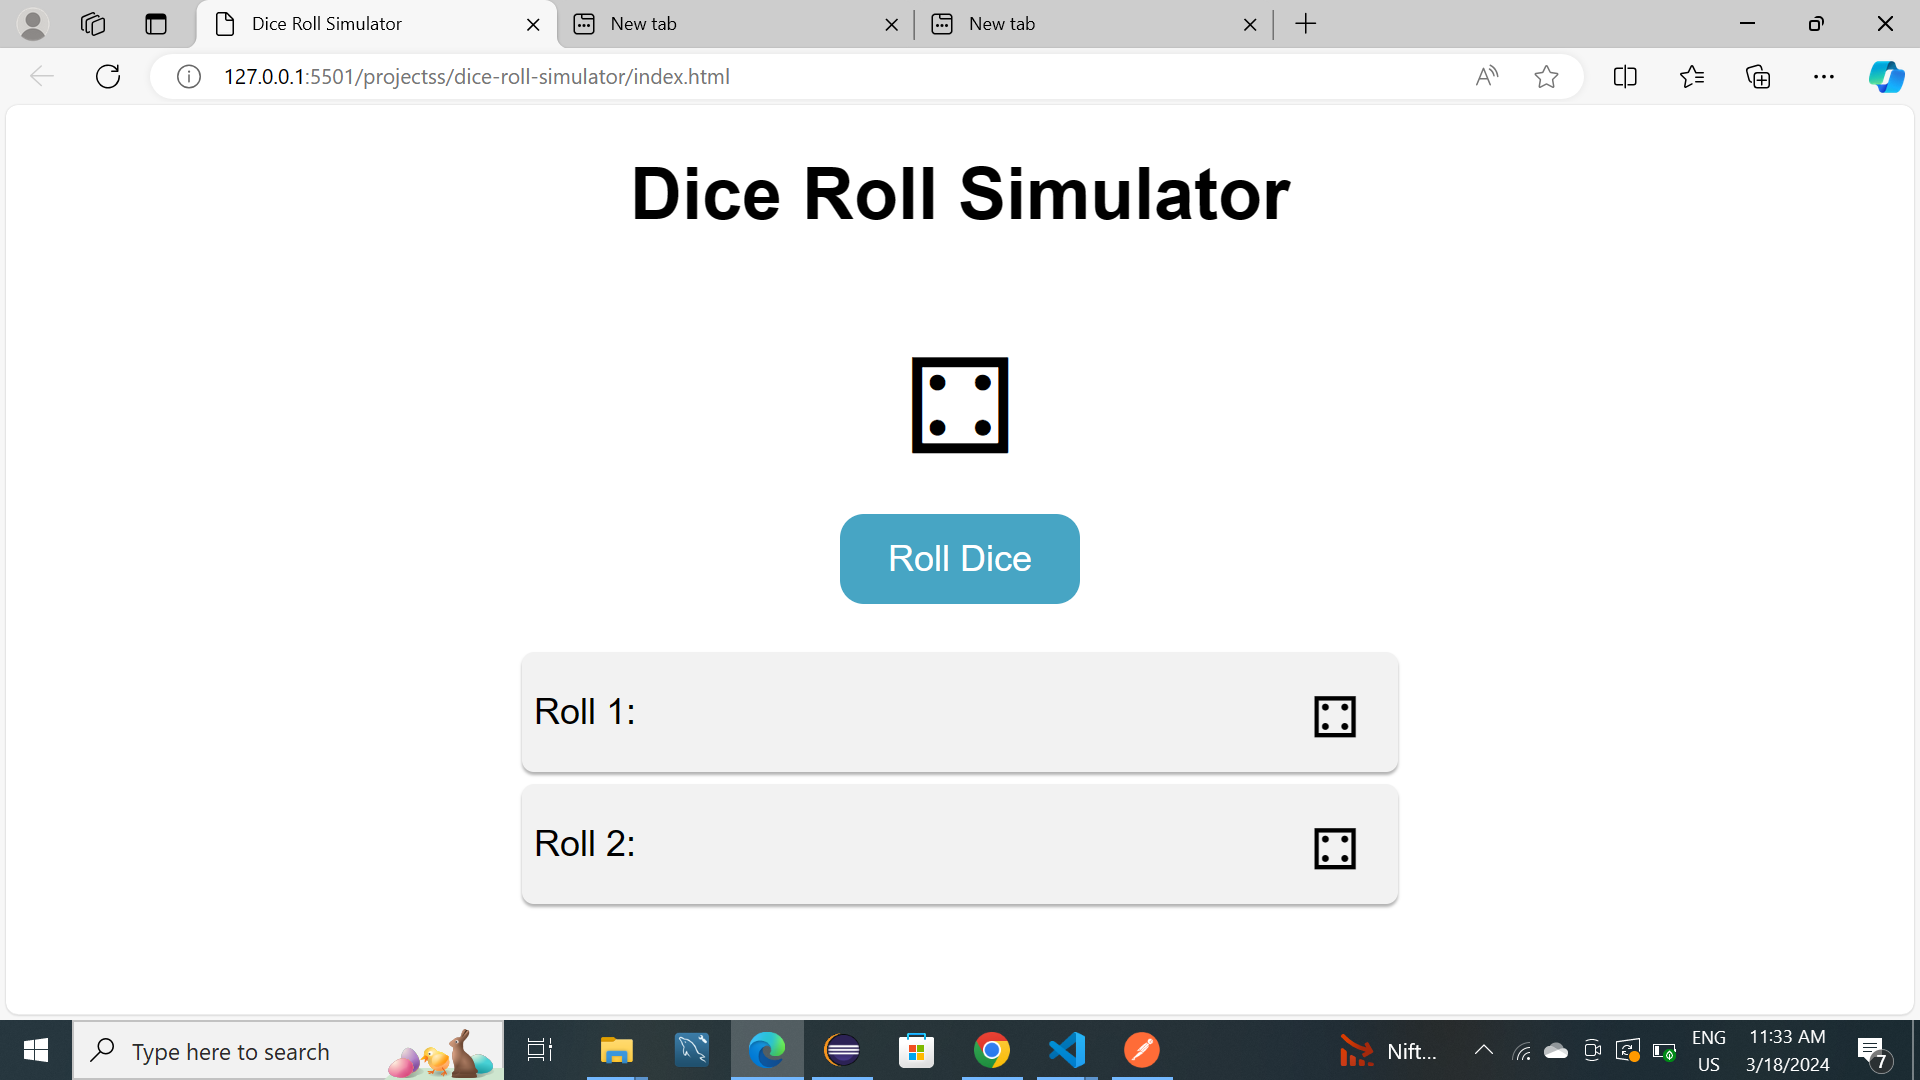 Dice Roll Simulator
New tab
New tab
127.0.0.1:5501/projectss/dice-roll-simulator/index.html
Dice Roll Simulator
Roll Dice
Roll 1:
Roll 2:
Type here to search
Nift...
ENG
US
11:33 AM
3/18/2024
7